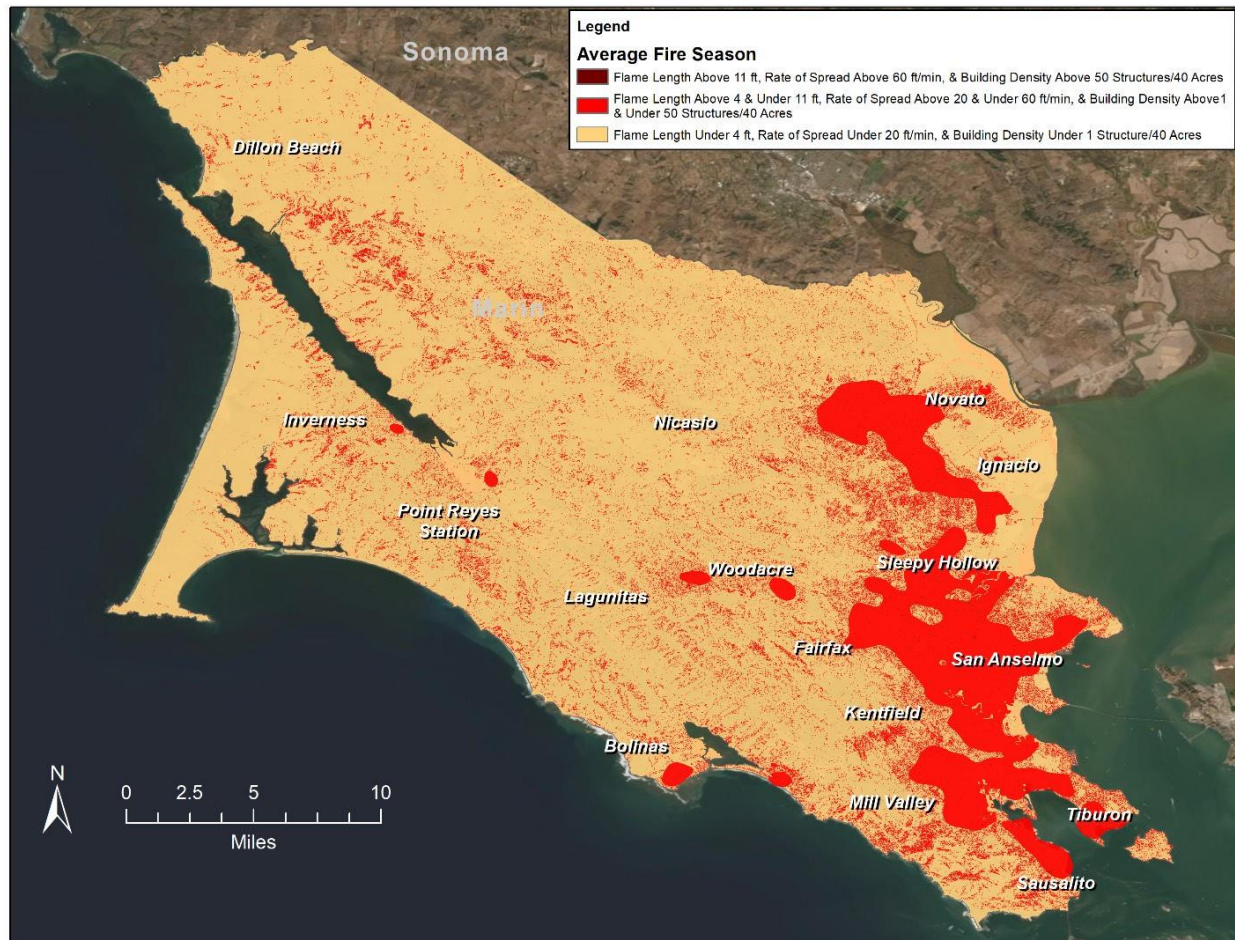 Legend
Average Fire Season
Flame Length Above 11 ft, Rate of Spread Above 60 ft/min, & Building Density Above 50 Structures/40 Acres
Flame Length Above 4 & Under 11 ft, Rate of Spread Above 20 & Under 60 ft/min, & Building Density Above1
& Under 50 Structures/40 Acres
Flame Length Under 4 ft, Rate of Spread Under 20 ft/min, & Building Density Under 1 Structure/40 Acres
Sonoma
Dillon Beach
Marin
Novato
Inverness
Nicasio
Ignacio
Point Reyes
Station
Sleepy Hollow
Woodacre
Lagunitas
Fairfax
San Anselmo
Kentfield
Bolinas
Mill Valley
Tiburon
Sausalito
N
0 2.5 5 10
Miles